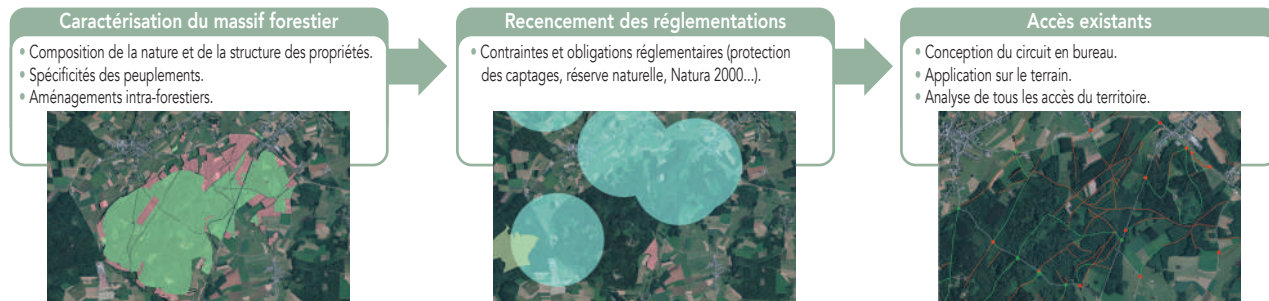 Caractérisation du massif forestier
• Composition de la nature et de la structure des propriétés.
• Spécificités des peuplements.
• Aménagements intra-forestiers.
Recencement des réglementations
• Contraintes et obligations réglementaires (protection
des captages, réserve naturelle, Natura 2000...).
Accès existants
• Conception du circuit en bureau.
• Application sur le terrain.
• Analyse de tous les accès du territoire.